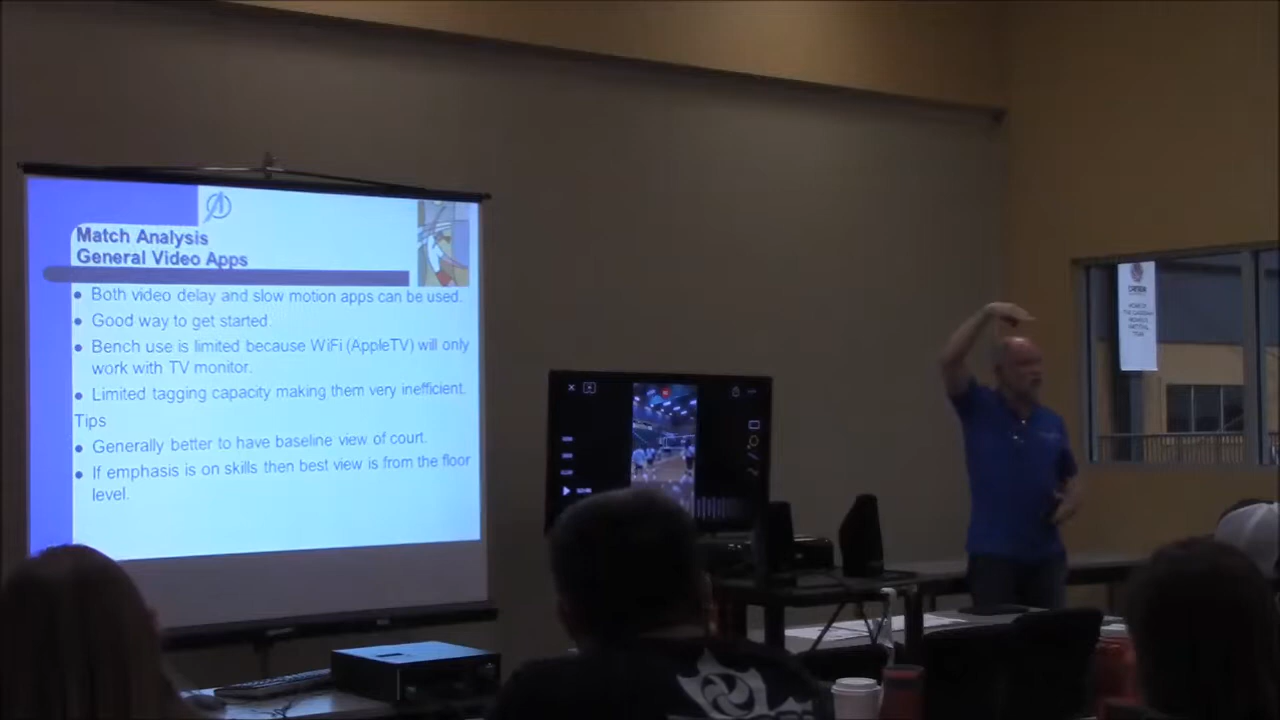 Match Analysis
General Video Apps
• Both video delay and slow motion apps can be used.
• Good way to get started.
• Bench use is limited because WiFi (AppleTV) will only
work with TV monitor.
• Limited tagging capacity making them very inefficient.
Tips
• Generally better to have baseline view of court.
• If emphasis is on skills then best view is from the floor
level.